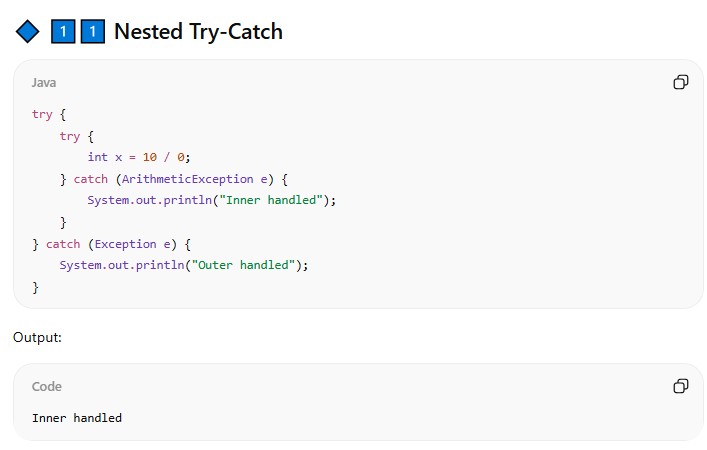 🔷 1️⃣1️⃣ Nested Try-Catch
Java
try {
    try {
        int x = 10 / 0;
    } catch (ArithmeticException e) {
        System.out.println("Inner handled");
    }
} catch (Exception e) {
    System.out.println("Outer handled");
}
Output:
Code
Inner handled